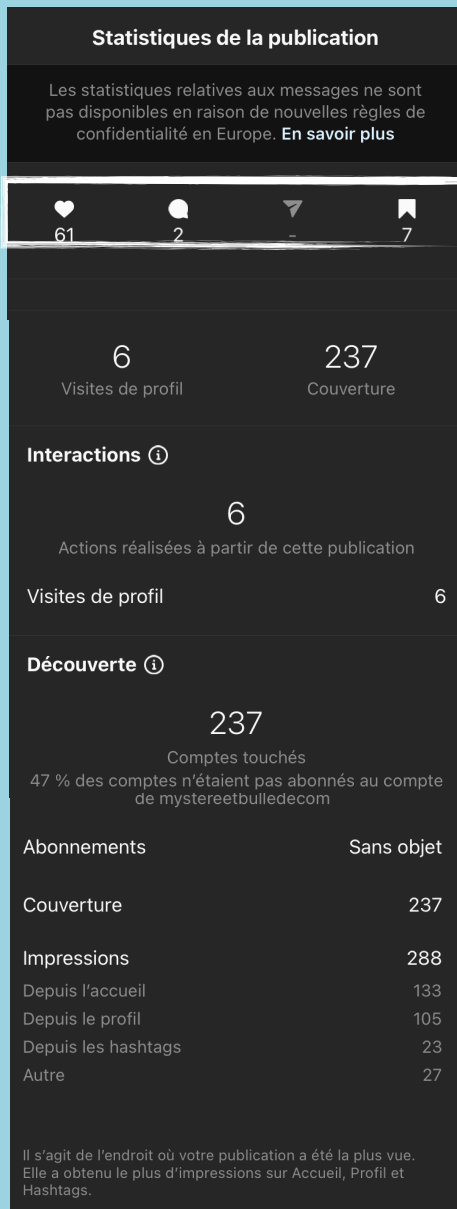 Statistiques de la publication
Les statistiques relatives aux messages ne sont
pas disponibles en raison de nouvelles règles de
confidentialité en Europe. En savoir plus
61 2 - 7
6 237
Visites de profil Couverture
Interactions
6
Actions réalisées à partir de cette publication
Visites de profil 6
Découverte
237
Comptes touchés
47 % des comptes n'étaient pas abonnés au compte
de mystereetbulledecom
Abonnements Sans objet
Couverture 237
Impressions 288
Depuis l'accueil 133
Depuis le profil 105
Depuis les hashtags 23
Autre 27
Il s'agit de l'endroit où votre publication a été la plus vue.
Elle a obtenu le plus d'impressions sur Accueil, Profil et
Hashtags.